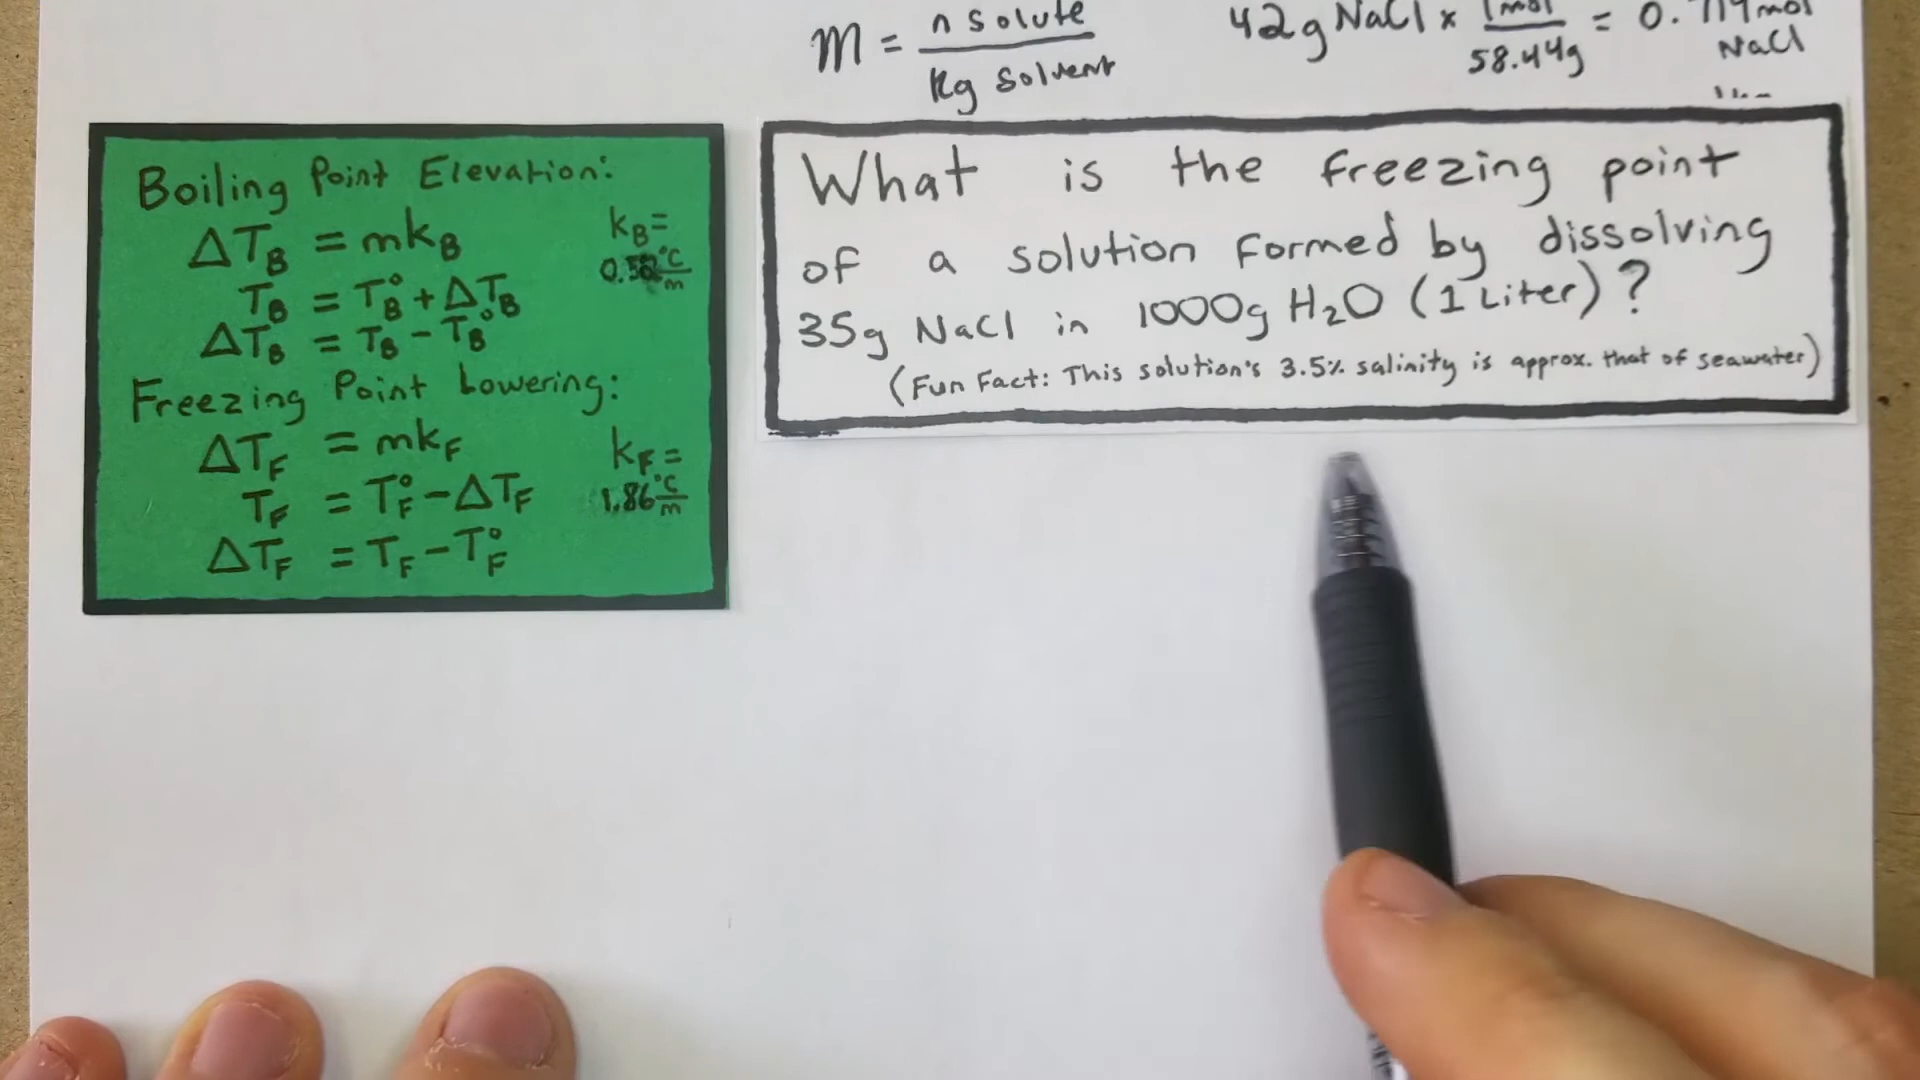 m = n solute / kg solvent
42g NaCl x 1mol / 58.44g = 0.719mol NaCl
Boiling Point Elevation:
ΔT_B = mk_B
k_B =
°C/m
T_B = T°_B + ΔT_B
ΔT_B = T_B - T°_B
Freezing Point Lowering:
ΔT_F = mk_F
k_F =
1.86 °C/m
T_F = T°_F - ΔT_F
ΔT_F = T_F - T°_F
What is the freezing point
of a solution formed by dissolving
35g NaCl in 1000g H₂O (1 Liter)?
(Fun Fact: This solution's 3.5% salinity is approx. that of seawater)